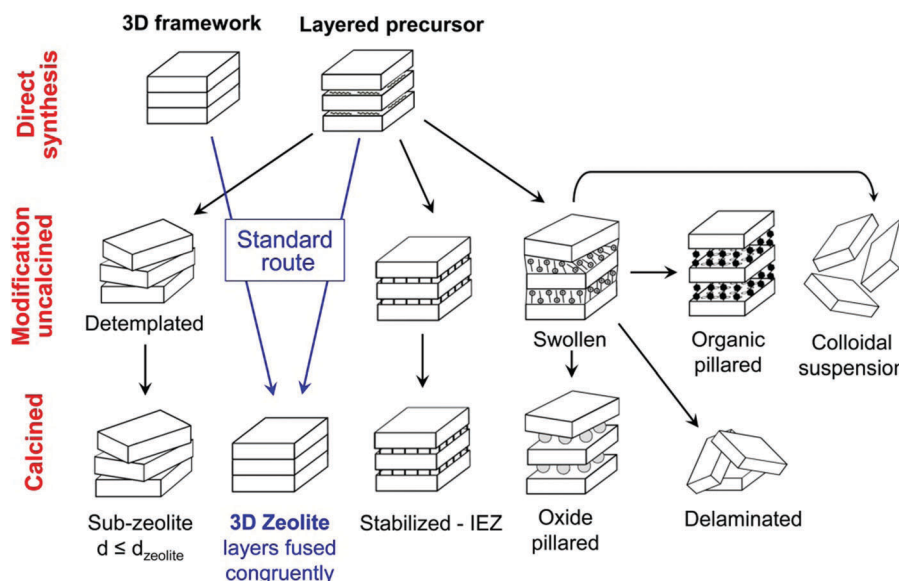 3D framework
Layered precursor
Direct
synthesis
Modification
uncalcined
Standard
route
Detemplated
Swollen
Organic
pillared
Colloidal
suspension
Calcined
Sub-zeolite
d ≤ dzeolite
3D Zeolite
layers fused
congruently
Stabilized - IEZ
Oxide
pillared
Delaminated